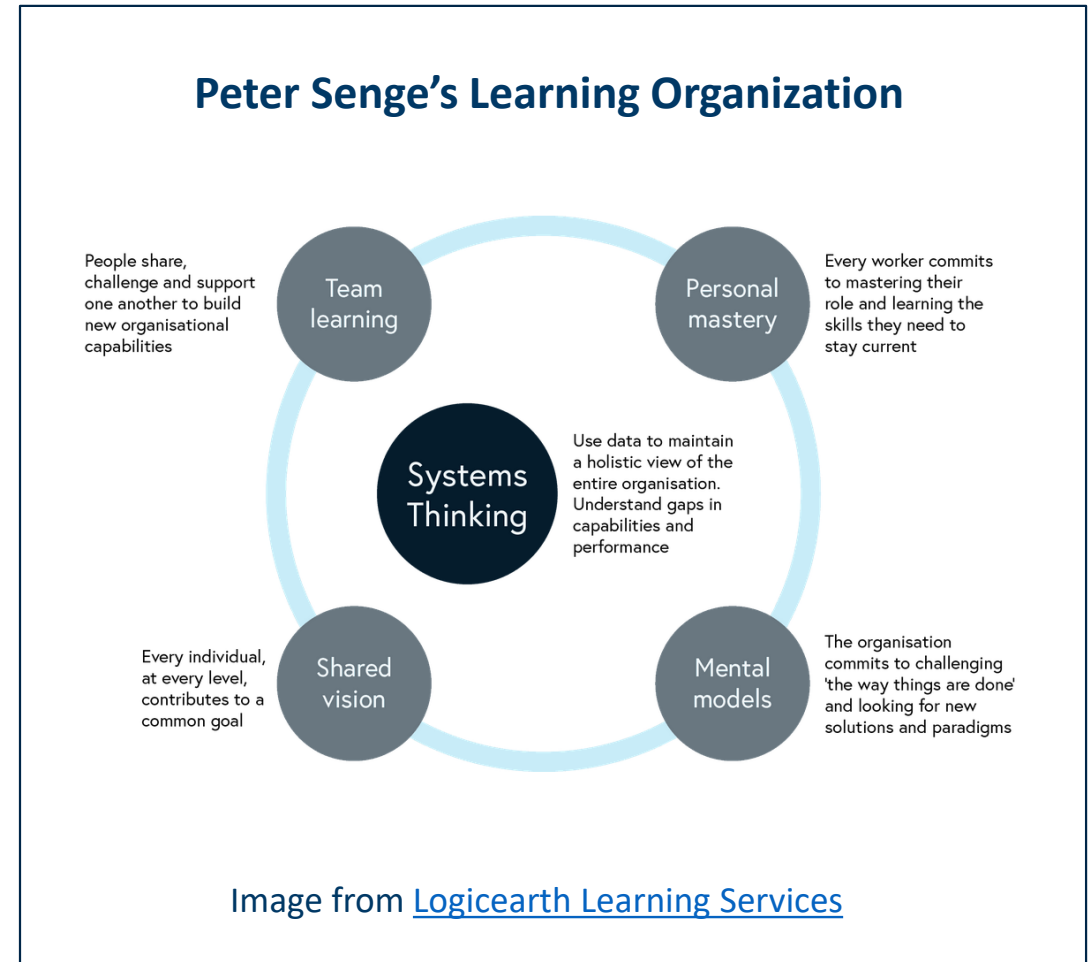 Peter Senge’s Learning Organization
People share,
challenge and support
one another to build
new organisational
capabilities
Team
learning
Personal
mastery
Every worker commits
to mastering their
role and learning the
skills they need to
stay current
Systems
Thinking
Use data to maintain
a holistic view of the
entire organisation.
Understand gaps in
capabilities and
performance
Every individual,
at every level,
contributes to a
common goal
Shared
vision
Mental
models
The organisation
commits to challenging
'the way things are done'
and looking for new
solutions and paradigms
Image from Logicearth Learning Services